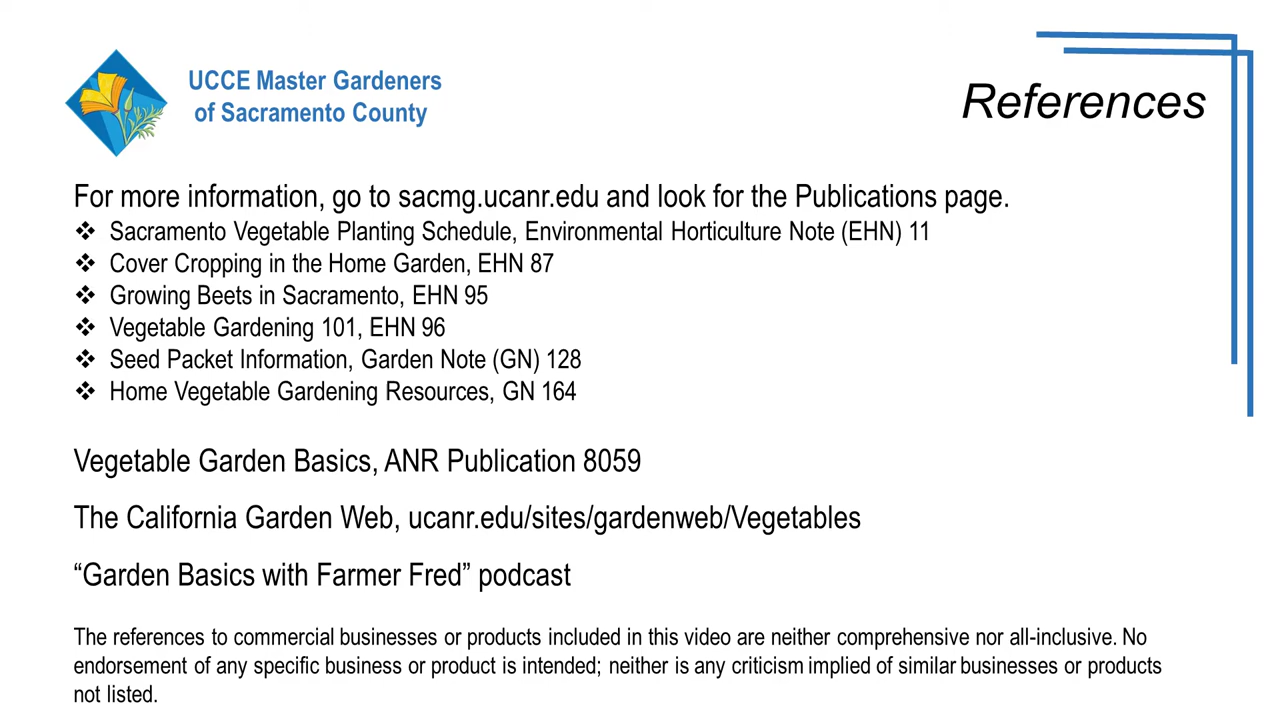 UCCE Master Gardeners
of Sacramento County
References
For more information, go to sacmg.ucanr.edu and look for the Publications page.
❖ Sacramento Vegetable Planting Schedule, Environmental Horticulture Note (EHN) 11
❖ Cover Cropping in the Home Garden, EHN 87
❖ Growing Beets in Sacramento, EHN 95
❖ Vegetable Gardening 101, EHN 96
❖ Seed Packet Information, Garden Note (GN) 128
❖ Home Vegetable Gardening Resources, GN 164
Vegetable Garden Basics, ANR Publication 8059
The California Garden Web, ucanr.edu/sites/gardenweb/Vegetables
“Garden Basics with Farmer Fred” podcast
The references to commercial businesses or products included in this video are neither comprehensive nor all-inclusive. No
endorsement of any specific business or product is intended; neither is any criticism implied of similar businesses or products
not listed.